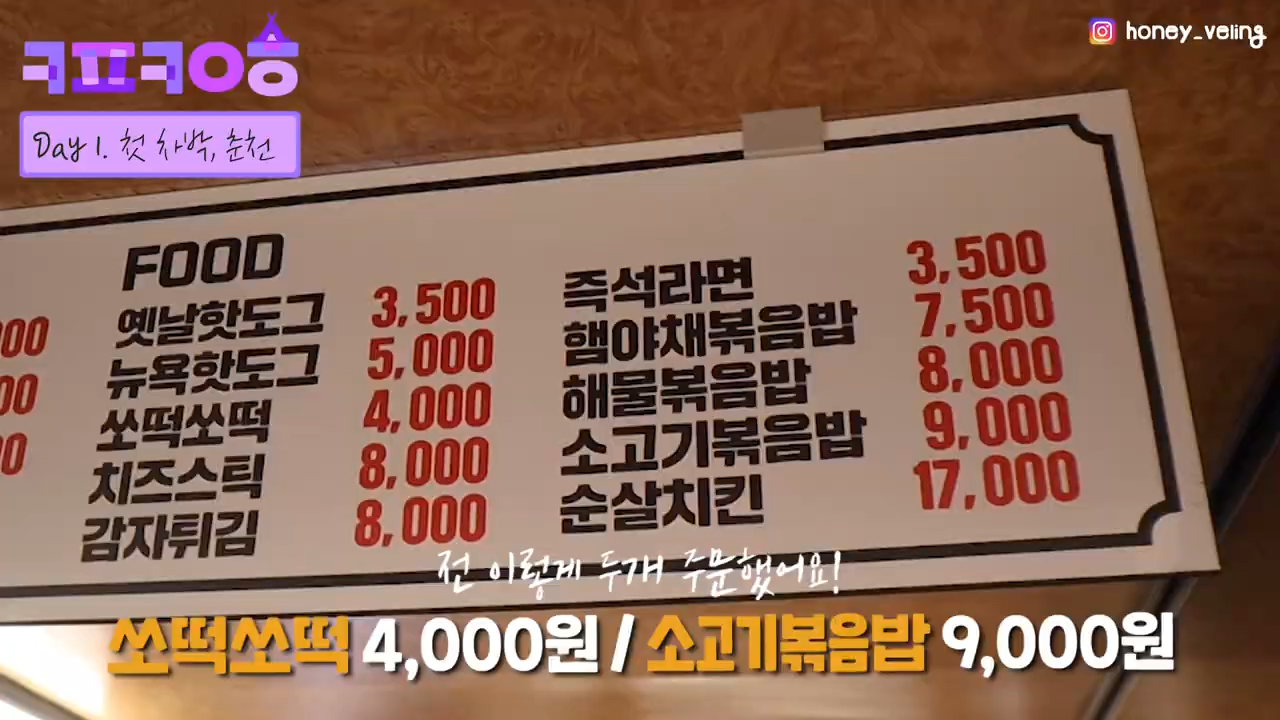 ㅋㅍㅋㅇㅎ
Day 1. 첫 차박, 춘천
honey_veling
FOOD
옛날핫도그 3,500
뉴욕핫도그 5,000
쏘떡쏘떡 4,000
치즈스틱 8,000
감자튀김 8,000
즉석라면 3,500
햄야채볶음밥 7,500
해물볶음밥 8,000
소고기볶음밥 9,000
순살치킨 17,000
전 이렇게 두개 주문했어요!
쏘떡쏘떡 4,000원 / 소고기볶음밥 9,000원